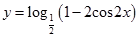 y = log_{1/2}(1−2cos2x)